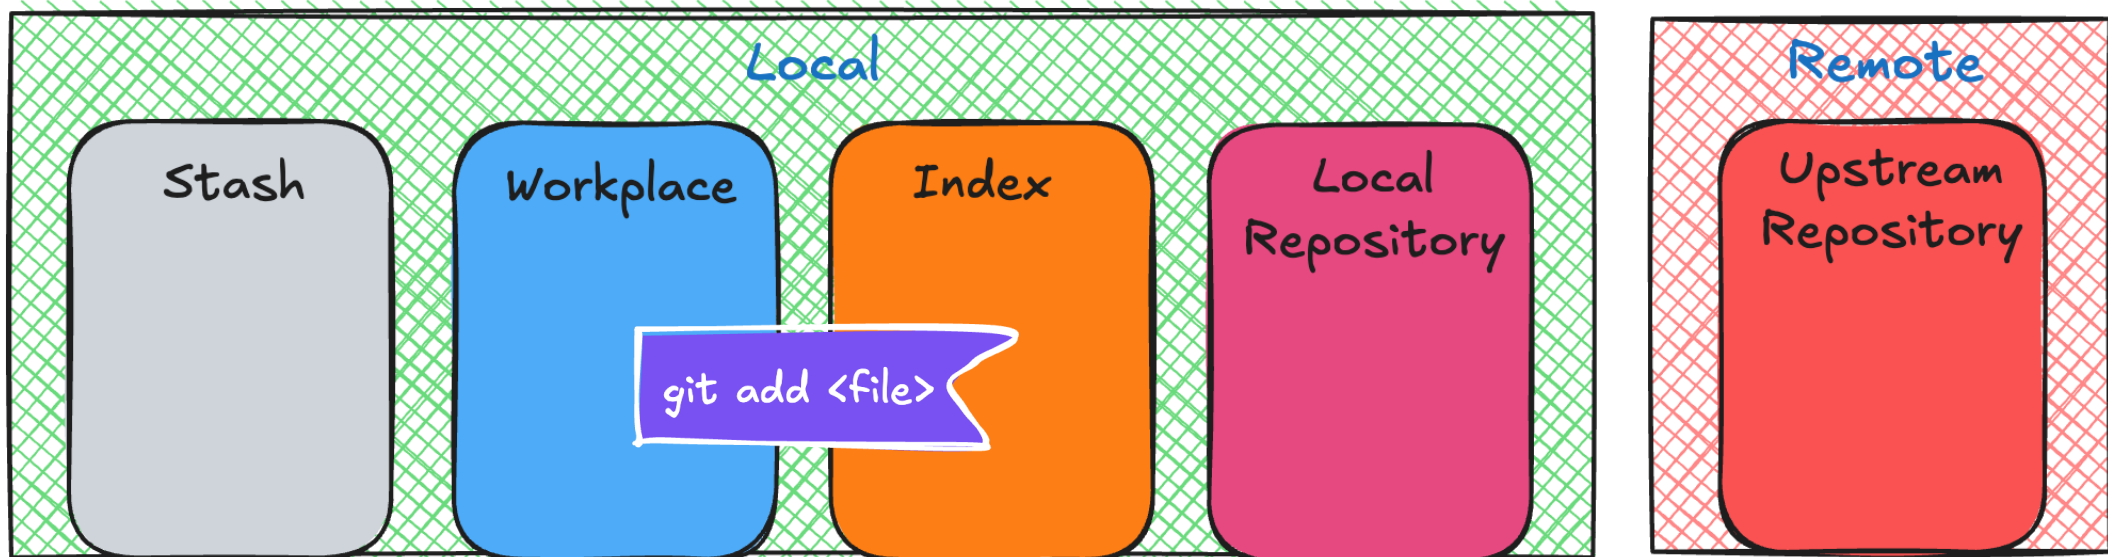 Local
Remote
Stash
Workplace
Index
Local
Repository
Upstream
Repository
git add <file>